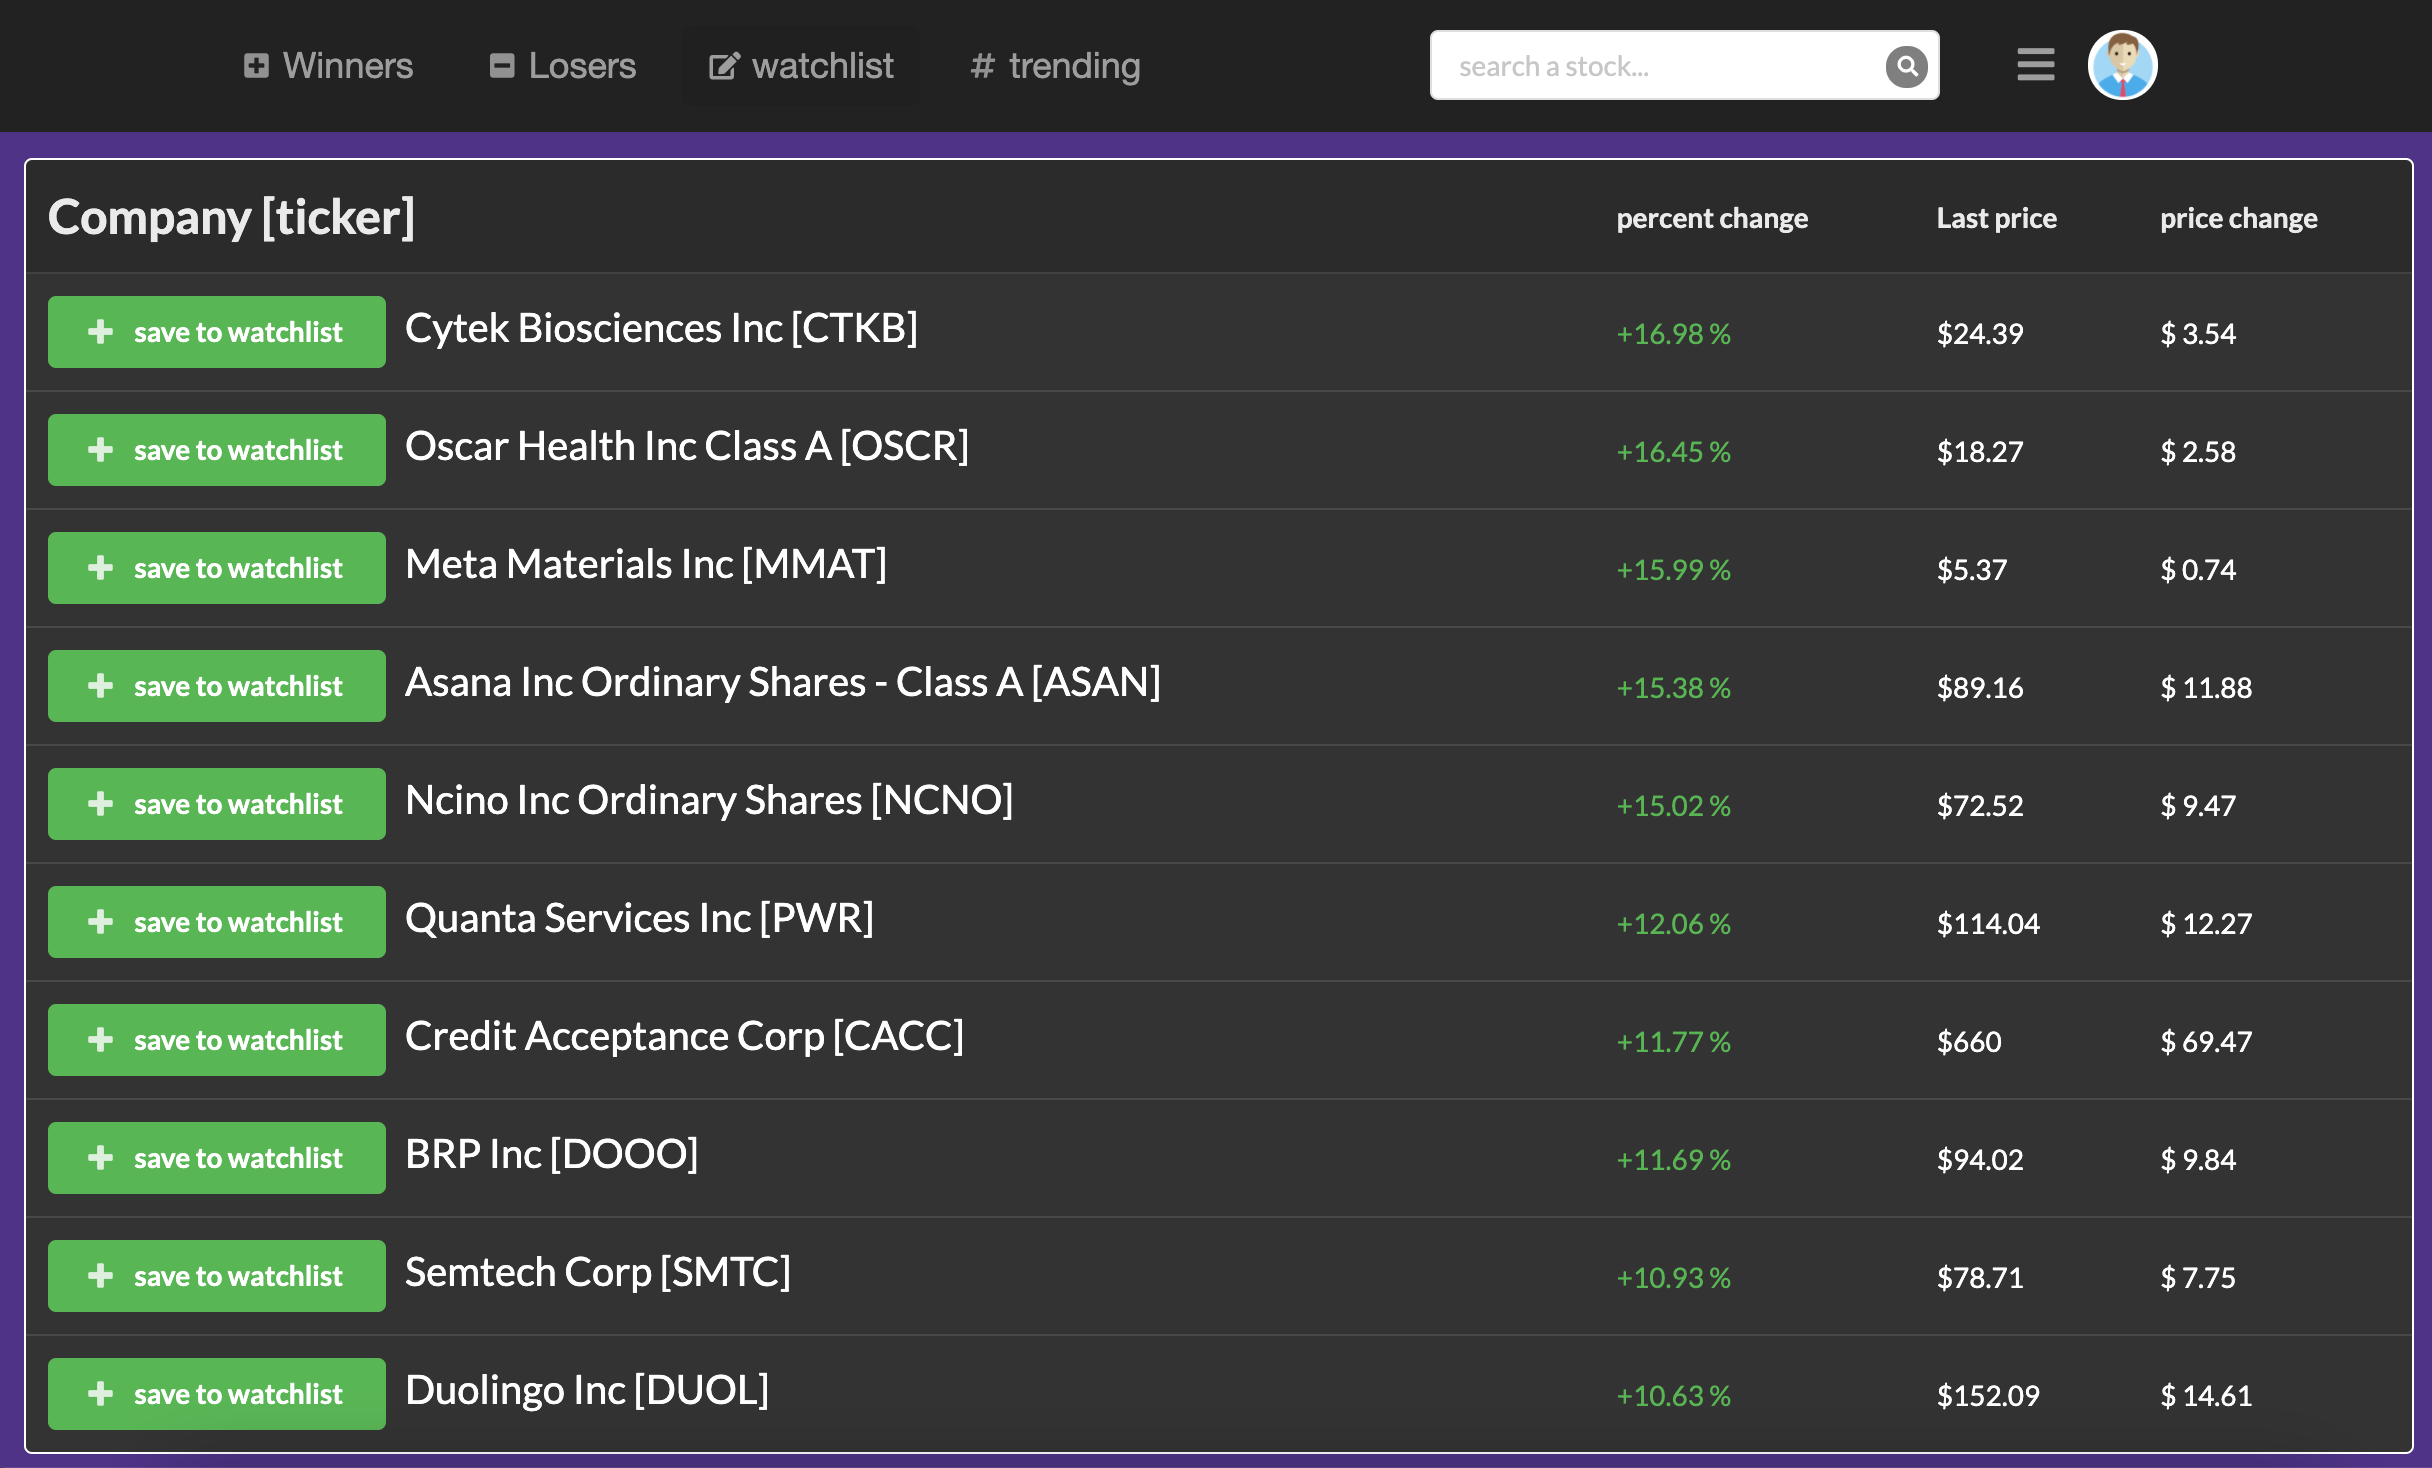 Winners Losers watchlist # trending search a stock...
Company [ticker] percent change Last price price change
save to watchlist Cytek Biosciences Inc [CTKB] +16.98 % $24.39 $ 3.54
save to watchlist Oscar Health Inc Class A [OSCR] +16.45 % $18.27 $ 2.58
save to watchlist Meta Materials Inc [MMAT] +15.99 % $5.37 $ 0.74
save to watchlist Asana Inc Ordinary Shares - Class A [ASAN] +15.38 % $89.16 $ 11.88
save to watchlist Ncino Inc Ordinary Shares [NCNO] +15.02 % $72.52 $ 9.47
save to watchlist Quanta Services Inc [PWR] +12.06 % $114.04 $ 12.27
save to watchlist Credit Acceptance Corp [CACC] +11.77 % $660 $ 69.47
save to watchlist BRP Inc [DOOO] +11.69 % $94.02 $ 9.84
save to watchlist Semtech Corp [SMTC] +10.93 % $78.71 $ 7.75
save to watchlist Duolingo Inc [DUOL] +10.63 % $152.09 $ 14.61